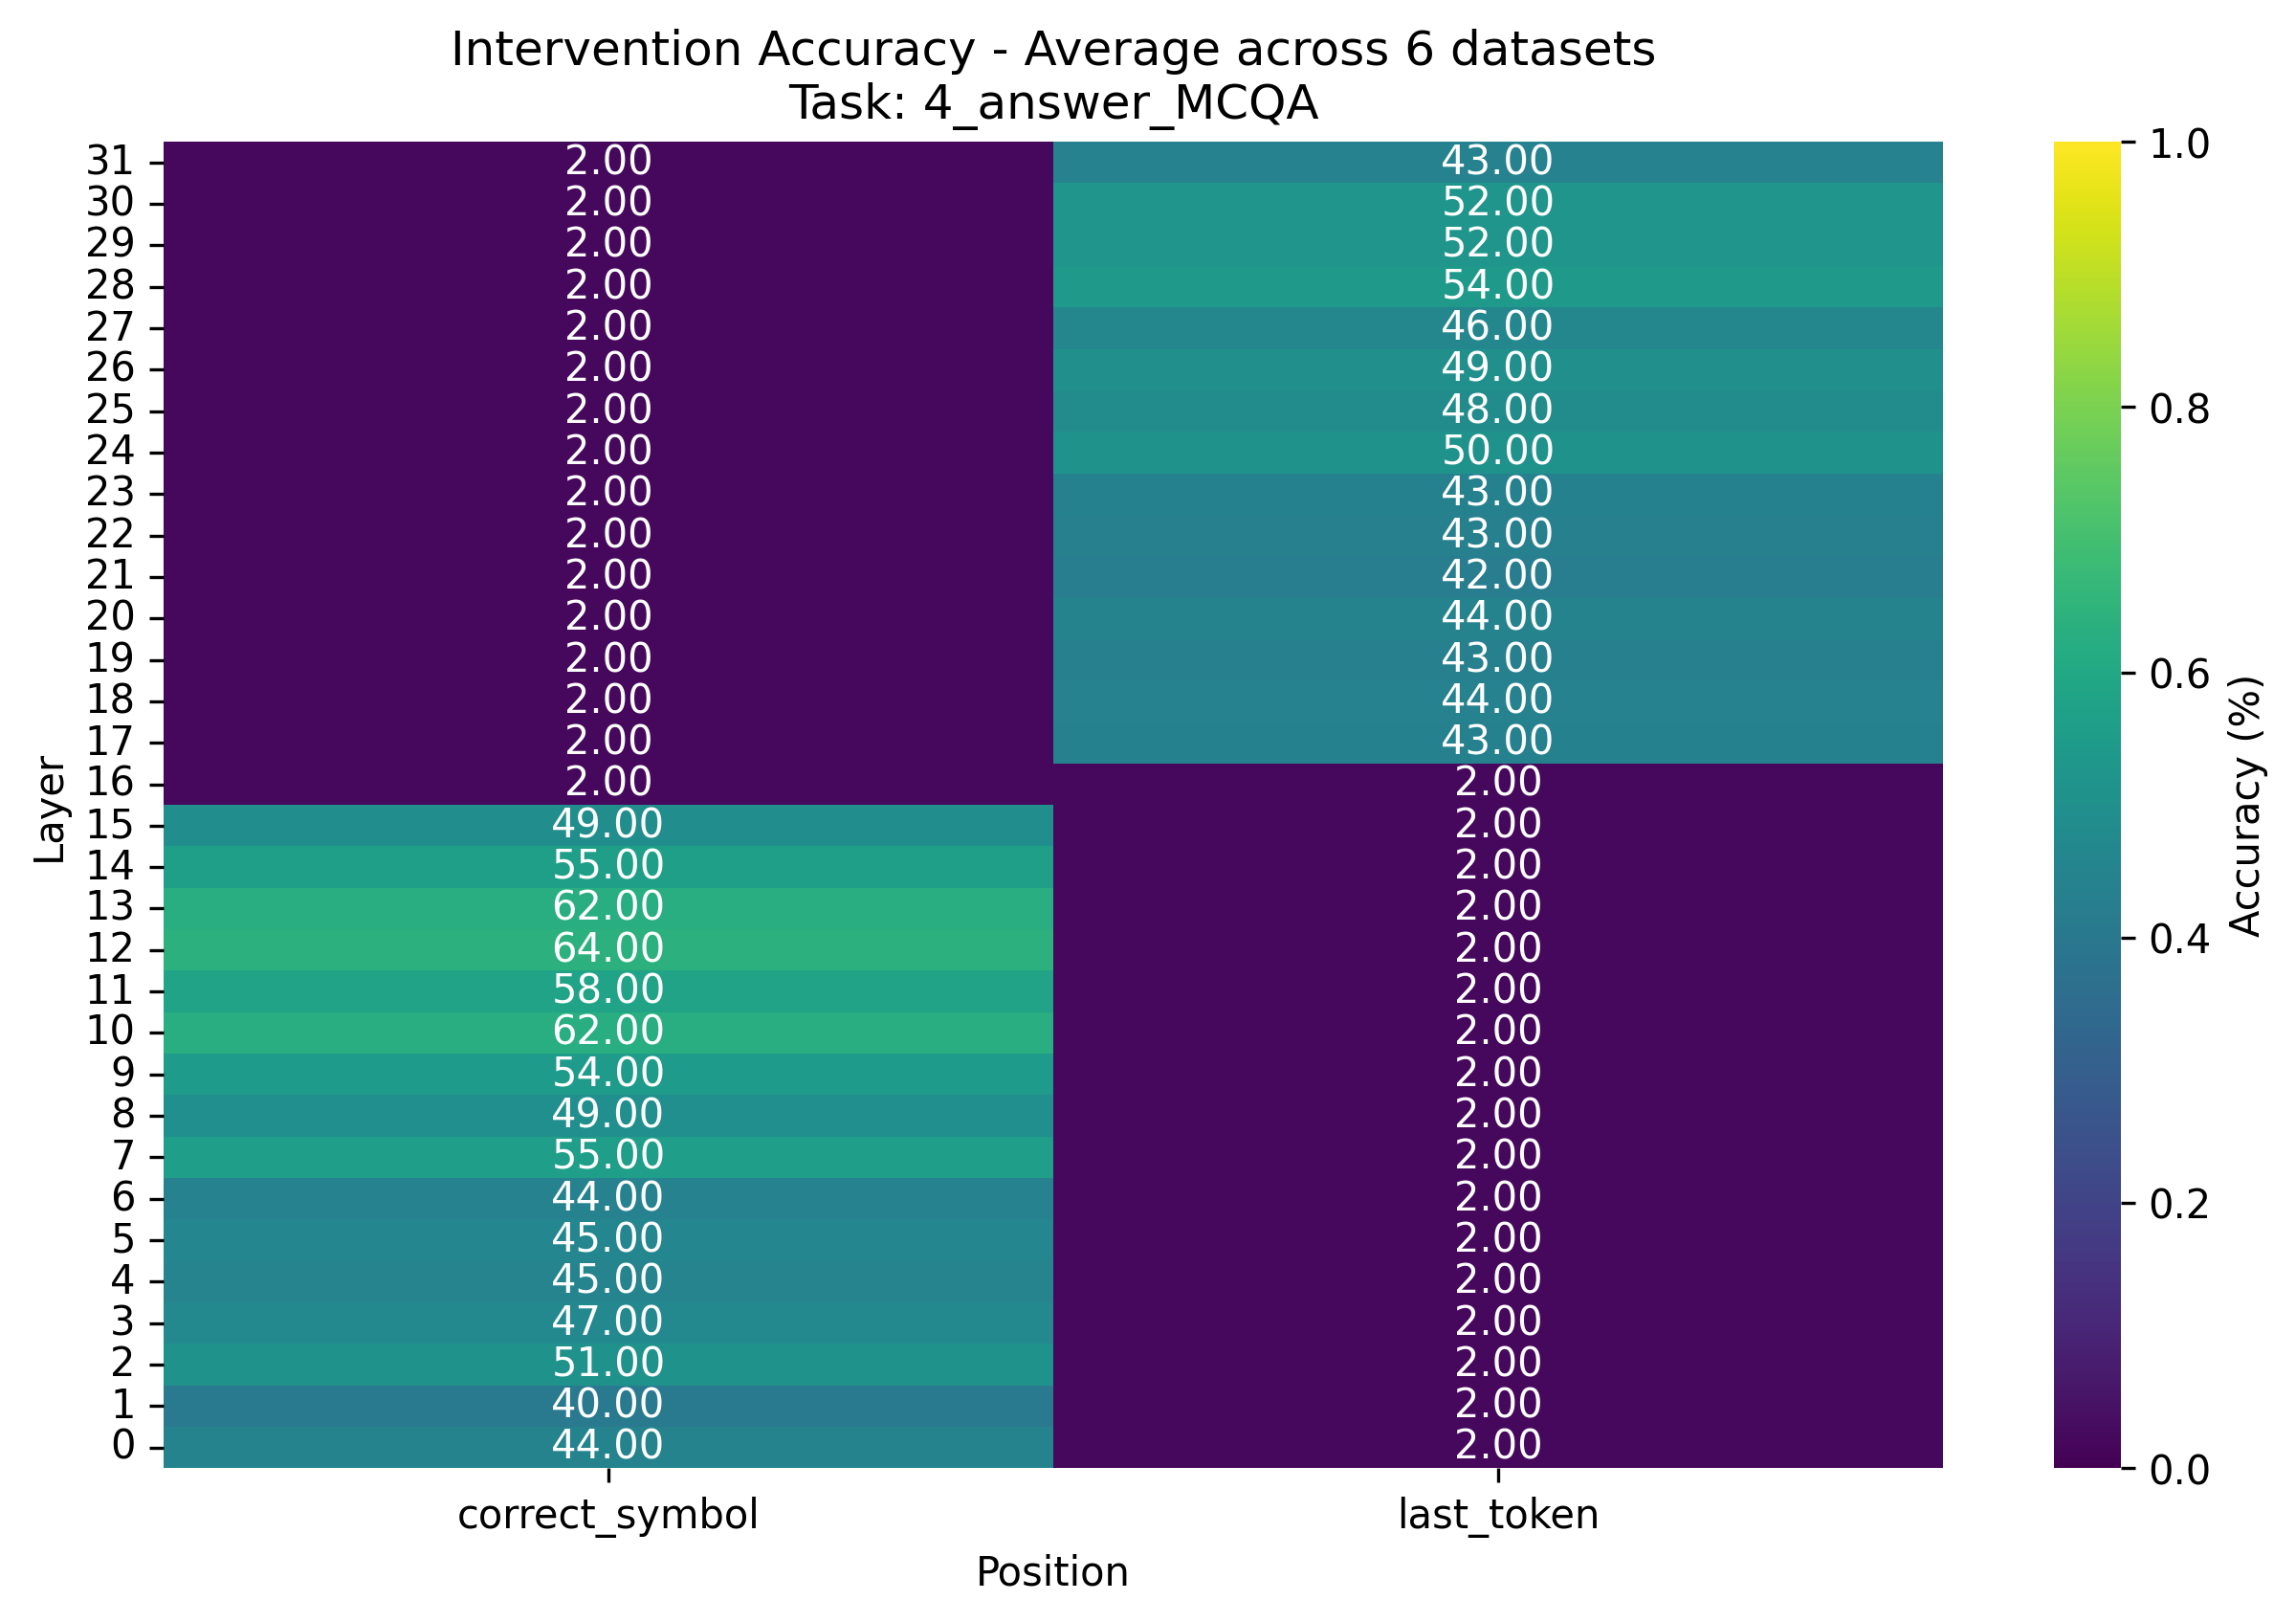 Intervention Accuracy - Average across 6 datasets
Task: 4_answer_MCQA
31 2.00 43.00
30 2.00 52.00
29 2.00 52.00
28 2.00 54.00
27 2.00 46.00
26 2.00 49.00
25 2.00 48.00
24 2.00 50.00
23 2.00 43.00
22 2.00 43.00
21 2.00 42.00
20 2.00 44.00
19 2.00 43.00
18 2.00 44.00
17 2.00 43.00
16 2.00 2.00
15 49.00 2.00
14 55.00 2.00
13 62.00 2.00
12 64.00 2.00
11 58.00 2.00
10 62.00 2.00
9 54.00 2.00
8 49.00 2.00
7 55.00 2.00
6 44.00 2.00
5 45.00 2.00
4 45.00 2.00
3 47.00 2.00
2 51.00 2.00
1 40.00 2.00
0 44.00 2.00
correct_symbol last_token
Position
Layer
1.0
0.8
0.6
0.4
0.2
0.0
Accuracy (%)